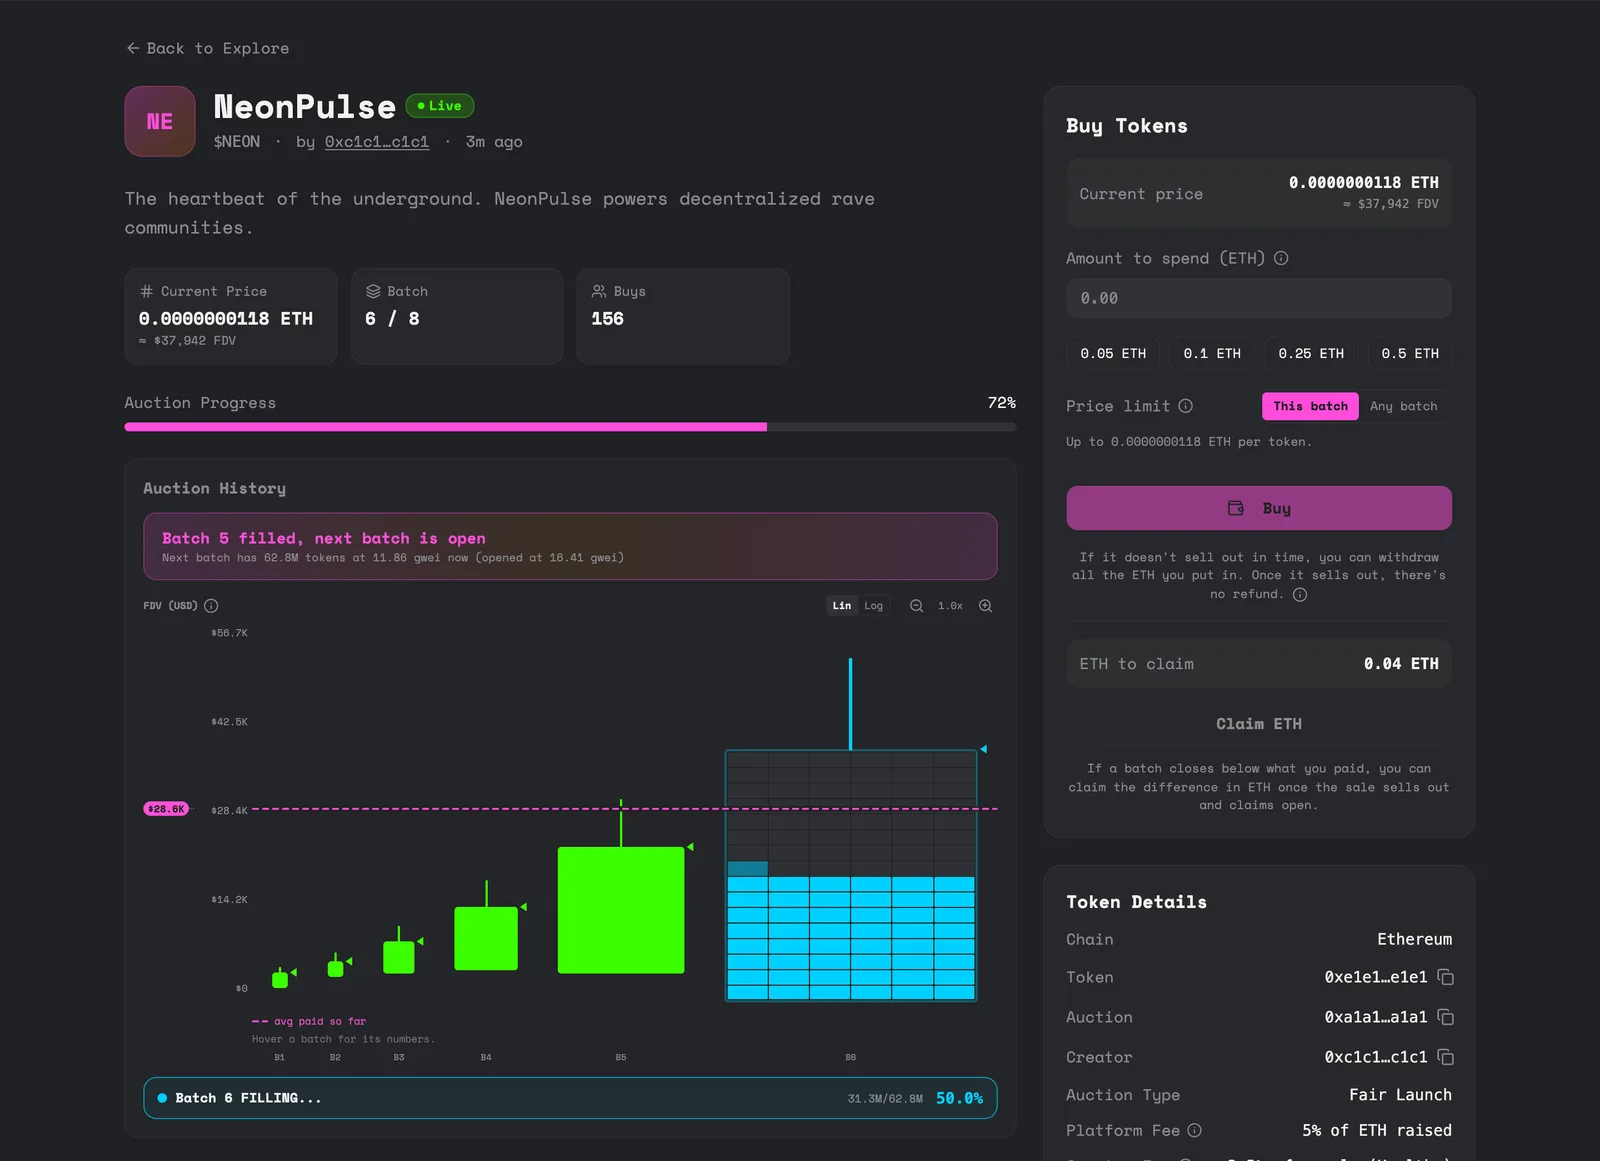 Back to Explore
NE
NeonPulse
Live
$NEON · by 0xc1c1…c1c1 · 3m ago
The heartbeat of the underground. NeonPulse powers decentralized rave
communities.
Current Price
0.0000000118 ETH
≈ $37,942 FDV
Batch
6 / 8
Buys
156
Auction Progress
72%
Auction History
Batch 5 filled, next batch is open
Next batch has 62.8M tokens at 11.86 gwei now (opened at 16.41 gwei)
FDV (USD)
Lin Log
1.0x
$56.7K
$42.5K
$28.6K
$28.4K
$14.2K
$0
avg paid so far
Hover a batch for its numbers.
B1 B2 B3 B4 B5 B6
Batch 6 FILLING...
31.3M/62.8M 50.0%
Buy Tokens
Current price
0.0000000118 ETH
≈ $37,942 FDV
Amount to spend (ETH)
0.00
0.05 ETH 0.1 ETH 0.25 ETH 0.5 ETH
Price limit
This batch Any batch
Up to 0.0000000118 ETH per token.
Buy
If it doesn't sell out in time, you can withdraw
all the ETH you put in. Once it sells out, there's
no refund.
ETH to claim 0.04 ETH
Claim ETH
If a batch closes below what you paid, you can
claim the difference in ETH once the sale sells out
and claims open.
Token Details
Chain Ethereum
Token 0xe1e1…e1e1
Auction 0xa1a1…a1a1
Creator 0xc1c1…c1c1
Auction Type Fair Launch
Platform Fee 5% of ETH raised